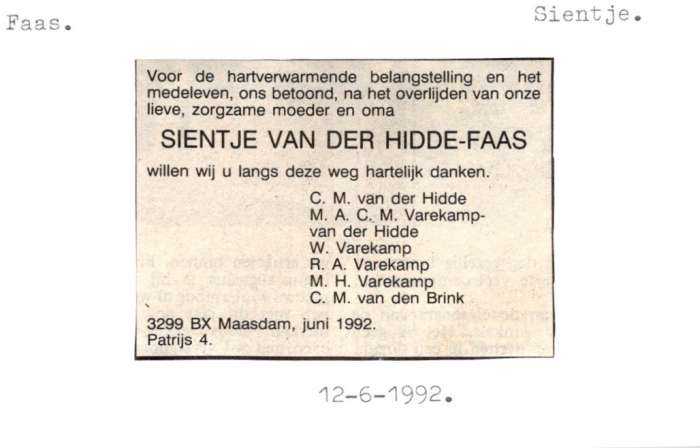 Faas.
Sientje.
Voor de hartverwarmende belangstelling en het
medeleven, ons betoond, na het overlijden van onze
lieve, zorgzame moeder en oma
SIENTJE VAN DER HIDDE-FAAS
willen wij u langs deze weg hartelijk danken.
C. M. van der Hidde
M. A. C. M. Varekamp-
van der Hidde
W. Varekamp
R. A. Varekamp
M. H. Varekamp
C. M. van den Brink
3299 BX Maasdam, juni 1992.
Patrijs 4.
12-6-1992.